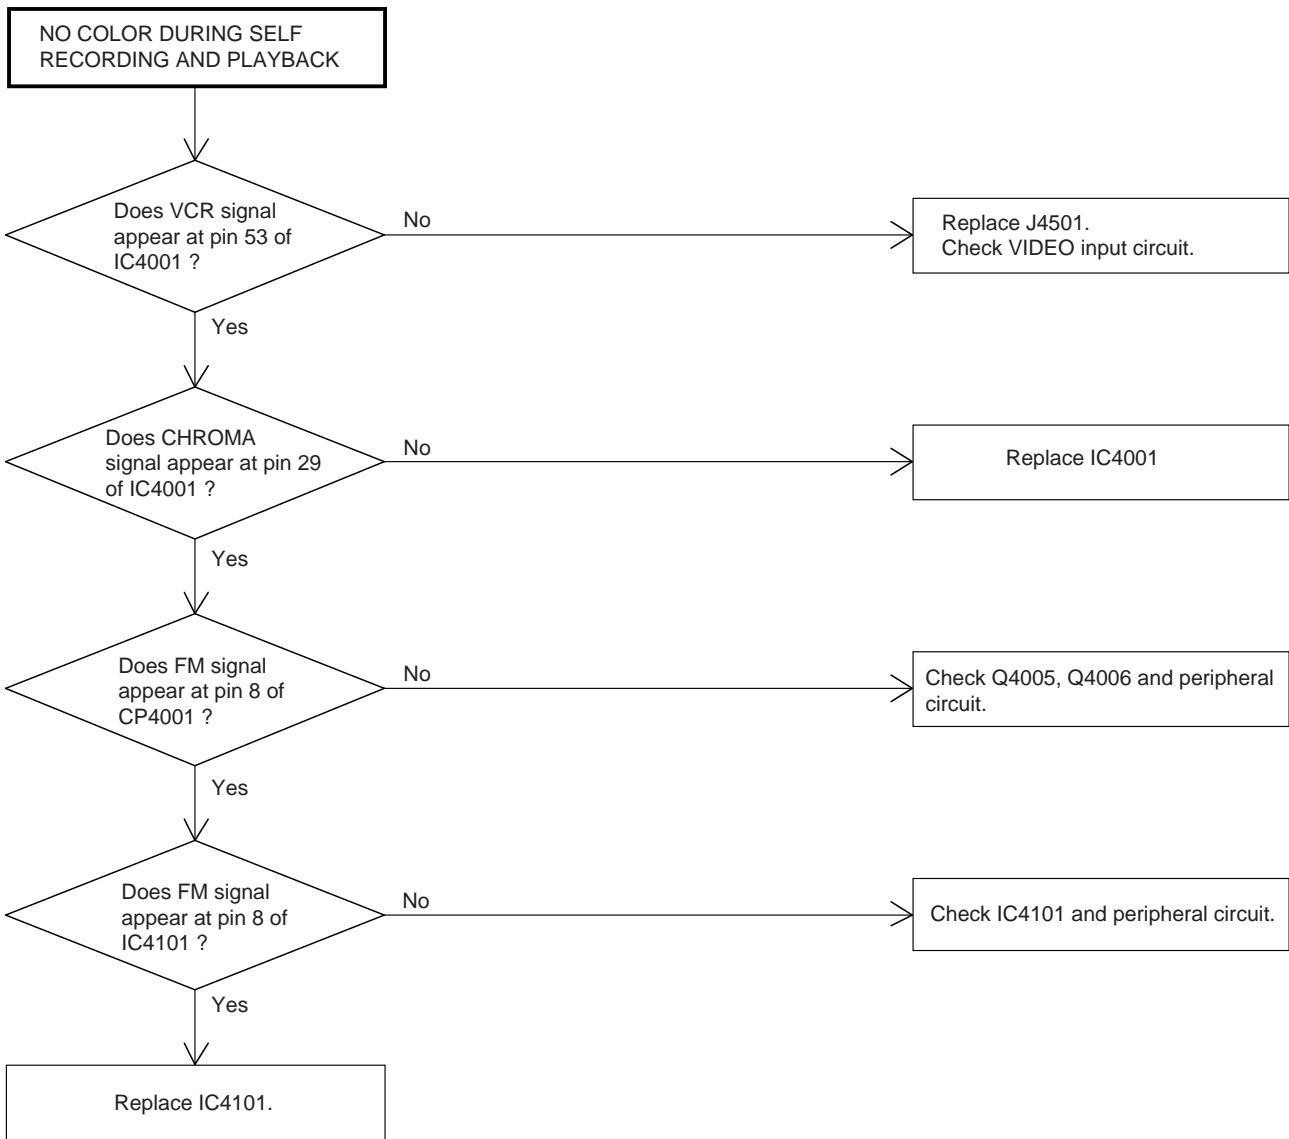 NO COLOR DURING SELF
RECORDING AND PLAYBACK
Does VCR signal
appear at pin 53 of
IC4001 ?
No
Replace J4501.
Check VIDEO input circuit.
Yes
Does CHROMA
signal appear at pin 29
of IC4001 ?
No
Replace IC4001
Yes
Does FM signal
appear at pin 8 of
CP4001 ?
No
Check Q4005, Q4006 and peripheral
circuit.
Yes
Does FM signal
appear at pin 8 of
IC4101 ?
No
Check IC4101 and peripheral circuit.
Yes
Replace IC4101.